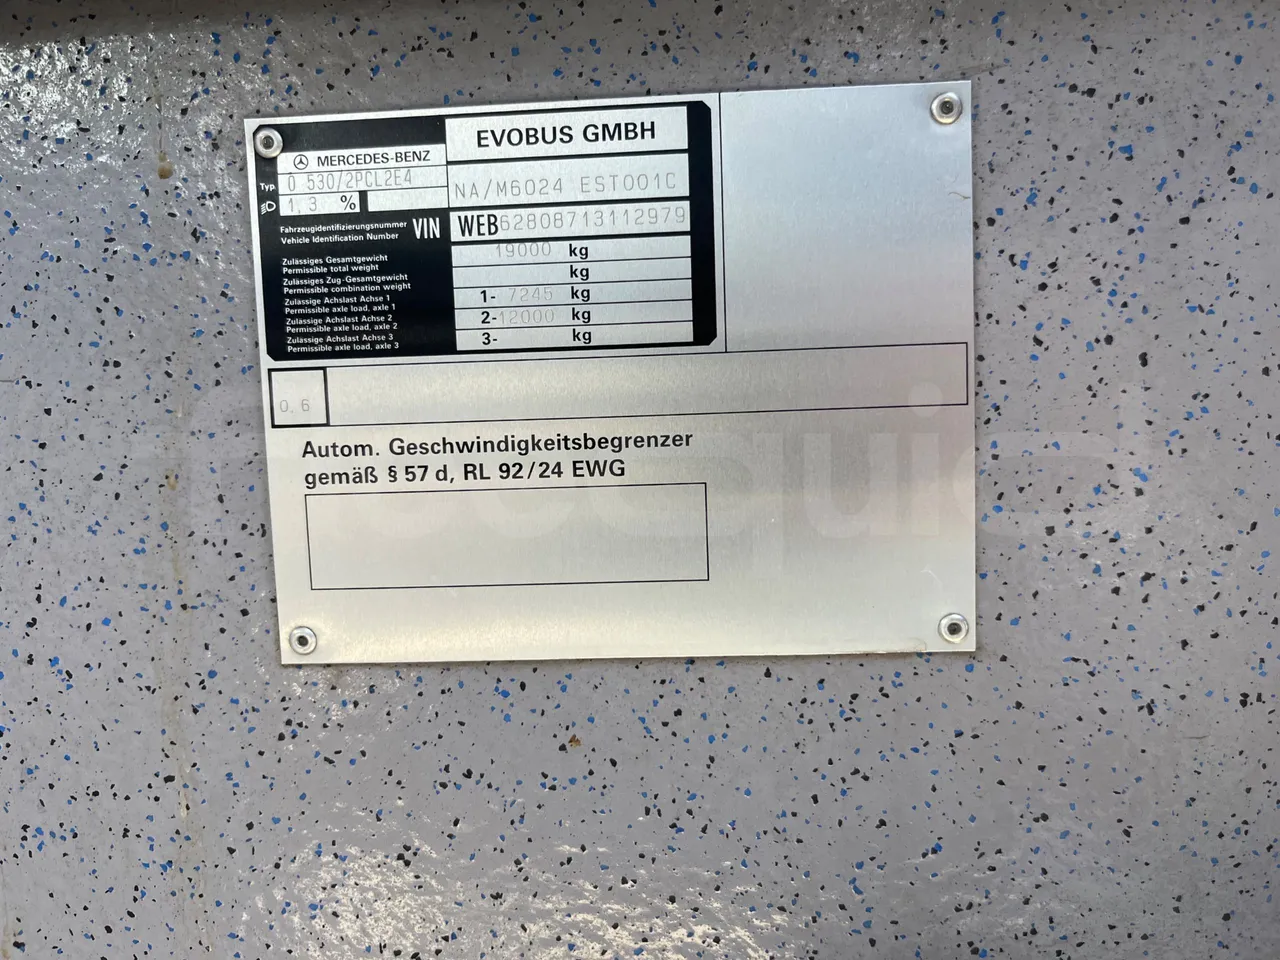 EVOBUS GMBH
MERCEDES-BENZ
Typ. O 530/2PCL2E4
NA/M6024 EST001C
1,3 %
Fahrzeugidentifizierungsnummer
Vehicle Identification Number
VIN WEB62808713112979
Zulässiges Gesamtgewicht
Permissible total weight
19000 kg
Zulässiges Zug-Gesamtgewicht
Permissible combination weight
kg
Zulässige Achslast Achse 1
Permissible axle load, axle 1
1- 7245 kg
Zulässige Achslast Achse 2
Permissible axle load, axle 2
2-12000 kg
Zulässige Achslast Achse 3
Permissible axle load, axle 3
3- kg
0,6
Autom. Geschwindigkeitsbegrenzer
gemäß § 57 d, RL 92/24 EWG